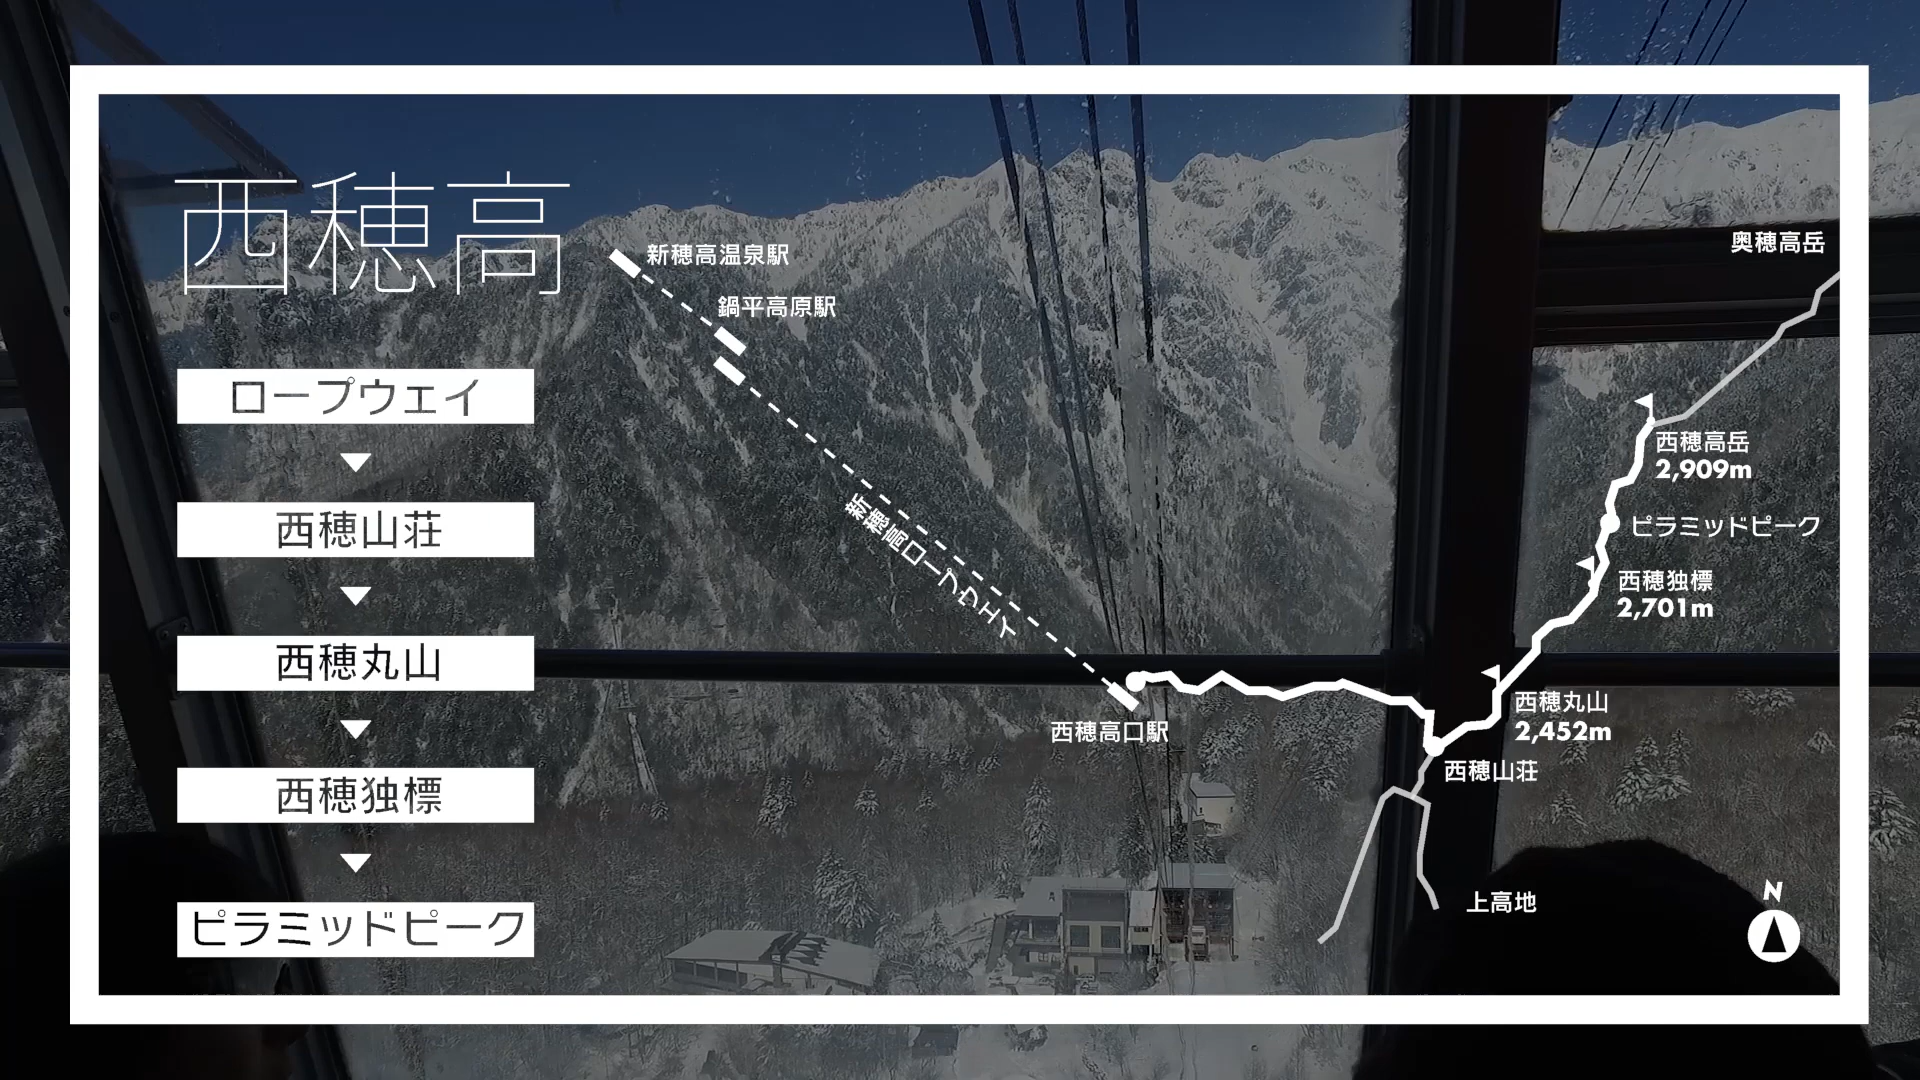 西穂高
ロープウェイ
西穂山荘
西穂丸山
西穂独標
ピラミッドピーク
新穂高温泉駅
鍋平高原駅
新穂高ロープウェイ
西穂高口駅
奥穂高岳
西穂高岳
2,909m
ピラミッドピーク
西穂独標
2,701m
西穂丸山
2,452m
西穂山荘
上高地
N